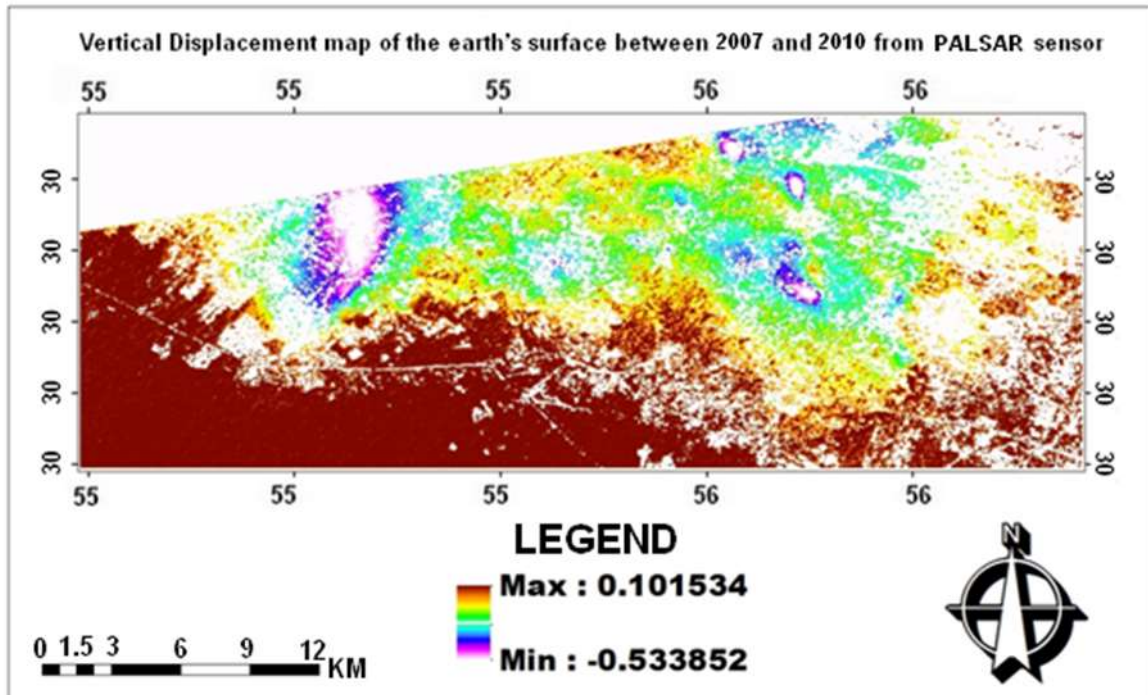 Vertical Displacement map of the earth's surface between 2007 and 2010 from PALSAR sensor
55 55 55 56 56
30 30
30 30
30 30
30 30
30 30
55 55 55 56 56
LEGEND
Max : 0.101534
Min : -0.533852
N
0 1.5 3 6 9 12
KM